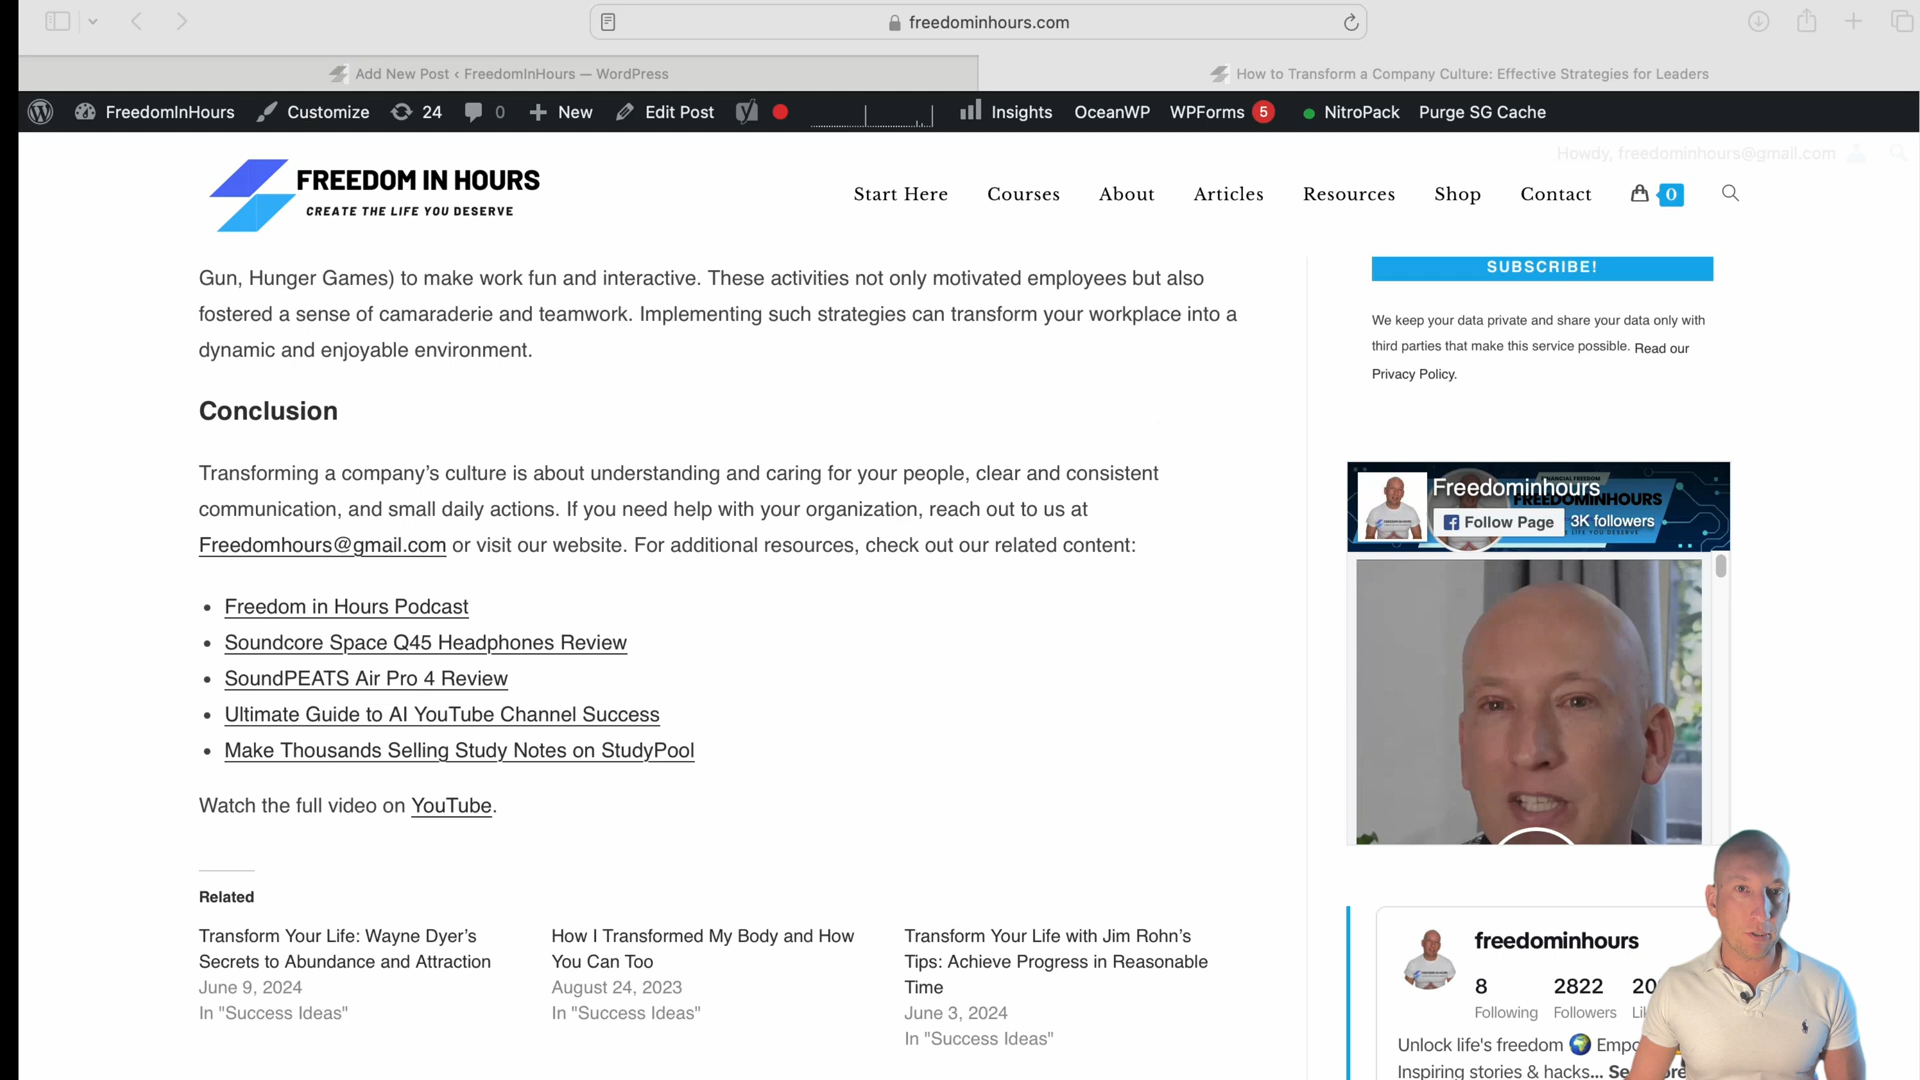 freedominhours.com
Add New Post ‹ FreedomInHours — WordPress
How to Transform a Company Culture: Effective Strategies for Leaders
FreedomInHours
Customize
24
0
New
Edit Post
Insights
OceanWP
WPForms 5
NitroPack
Purge SG Cache
Howdy, freedominhours@gmail.com
FREEDOM IN HOURS
CREATE THE LIFE YOU DESERVE
Start Here
Courses
About
Articles
Resources
Shop
Contact
0
Gun, Hunger Games) to make work fun and interactive. These activities not only motivated employees but also
fostered a sense of camaraderie and teamwork. Implementing such strategies can transform your workplace into a
dynamic and enjoyable environment.
Conclusion
Transforming a company’s culture is about understanding and caring for your people, clear and consistent
communication, and small daily actions. If you need help with your organization, reach out to us at
Freedomhours@gmail.com or visit our website. For additional resources, check out our related content:
• Freedom in Hours Podcast
• Soundcore Space Q45 Headphones Review
• SoundPEATS Air Pro 4 Review
• Ultimate Guide to AI YouTube Channel Success
• Make Thousands Selling Study Notes on StudyPool
Watch the full video on YouTube.
Related
Transform Your Life: Wayne Dyer’s
Secrets to Abundance and Attraction
June 9, 2024
In "Success Ideas"
How I Transformed My Body and How
You Can Too
August 24, 2023
In "Success Ideas"
Transform Your Life with Jim Rohn’s
Tips: Achieve Progress in Reasonable
Time
June 3, 2024
In "Success Ideas"
SUBSCRIBE!
We keep your data private and share your data only with
third parties that make this service possible. Read our
Privacy Policy.
Freedominhours
FREEDOMINHOURS
Follow Page
3K followers
freedominhours
8
2822
Following
Followers
Unlock life's freedom
Inspiring stories & hacks...